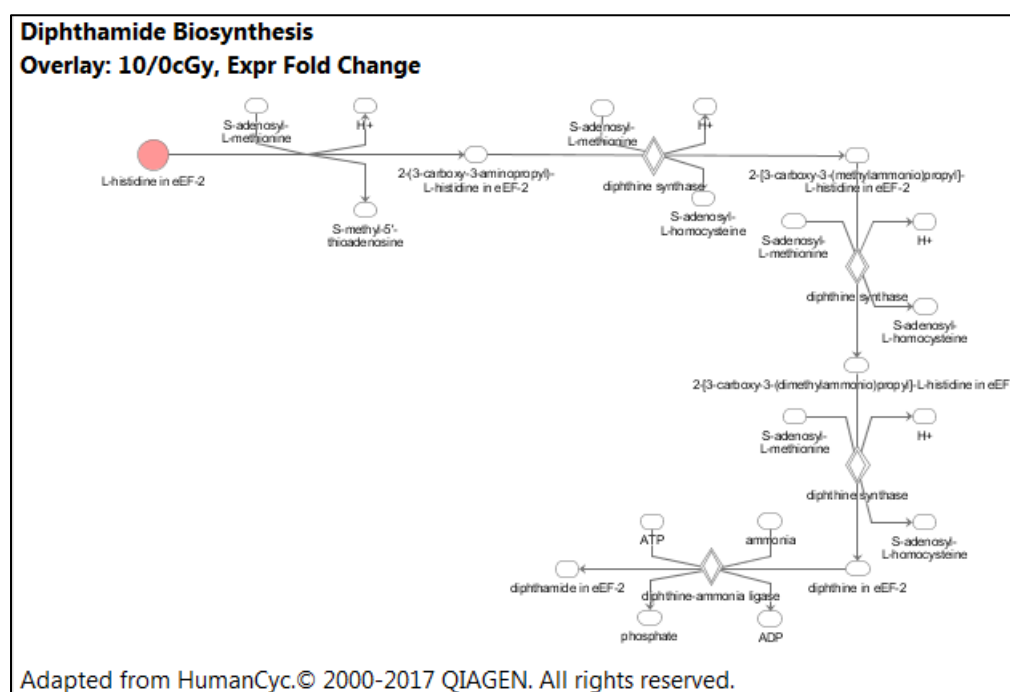 Diphthamide Biosynthesis
Overlay: 10/0cGy, Expr Fold Change
S-adenosyl-
L-methionine
H+
S-adenosyl-
L-methionine
H+
L-histidine in eEF-2
2-(3-carboxy-3-aminopropyl)-
L-histidine in eEF-2
diphthine synthase
2-[3-carboxy-3-(methylammonio)propyl]-
L-histidine in eEF-2
S-methyl-5'-
thioadenosine
S-adenosyl-
L-homocysteine
S-adenosyl-
L-methionine
H+
diphthine synthase
S-adenosyl-
L-homocysteine
2-[3-carboxy-3-(dimethylammonio)propyl]-L-histidine in eEF
S-adenosyl-
L-methionine
H+
diphthine synthase
S-adenosyl-
L-homocysteine
ATP
ammonia
diphthamide in eEF-2
diphthine-ammonia ligase
diphthine in eEF-2
phosphate
ADP
Adapted from HumanCyc.© 2000-2017 QIAGEN. All rights reserved.